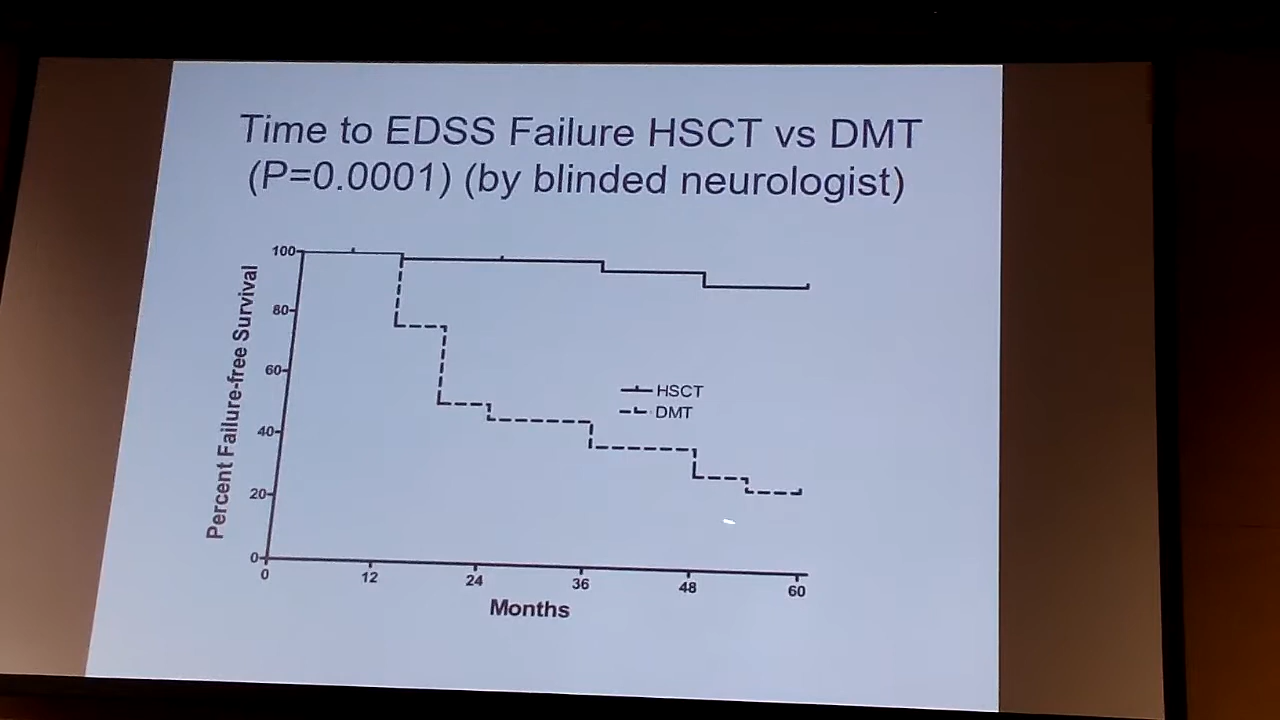 Time to EDSS Failure HSCT vs DMT
(P=0.0001) (by blinded neurologist)
Percent Failure-free Survival
100
80
60
40
20
0
HSCT
DMT
0 12 24 36 48 60
Months